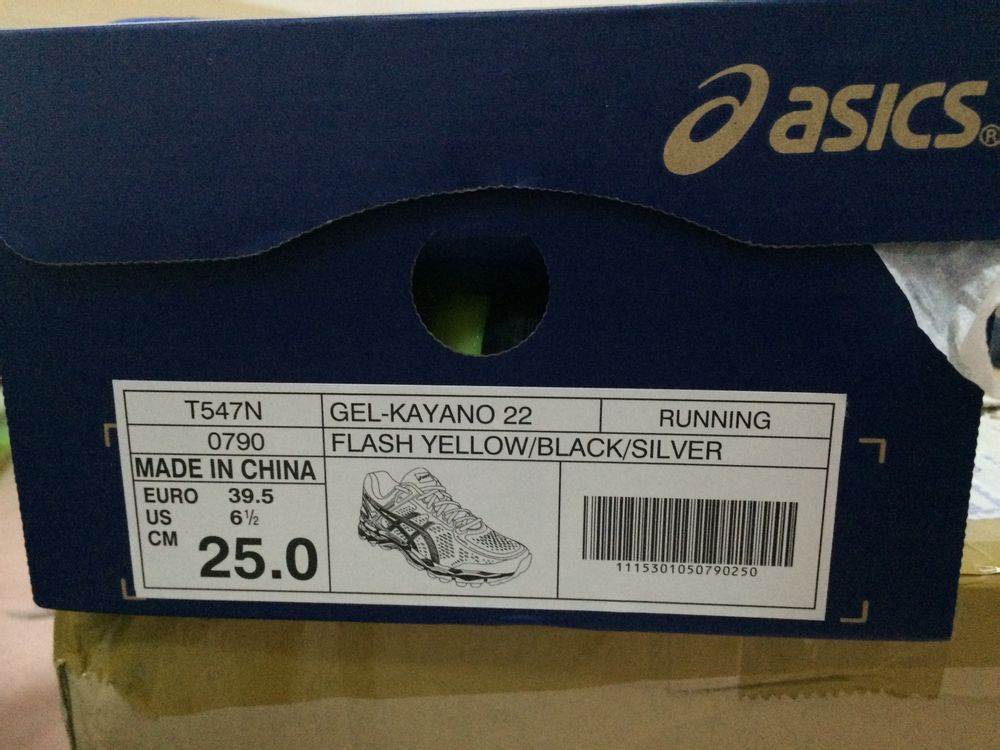 asics®
T547N
GEL-KAYANO 22
RUNNING
0790
FLASH YELLOW/BLACK/SILVER
MADE IN CHINA
EURO 39.5
US 6½
CM 25.0
1115301050790250